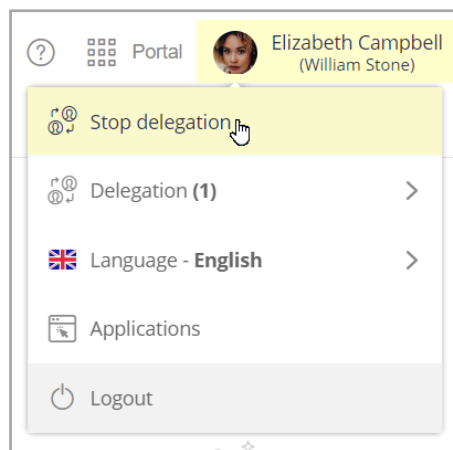 ?
Portal
Elizabeth Campbell
(William Stone)
Stop delegation
Delegation (1)
Language - English
Applications
Logout